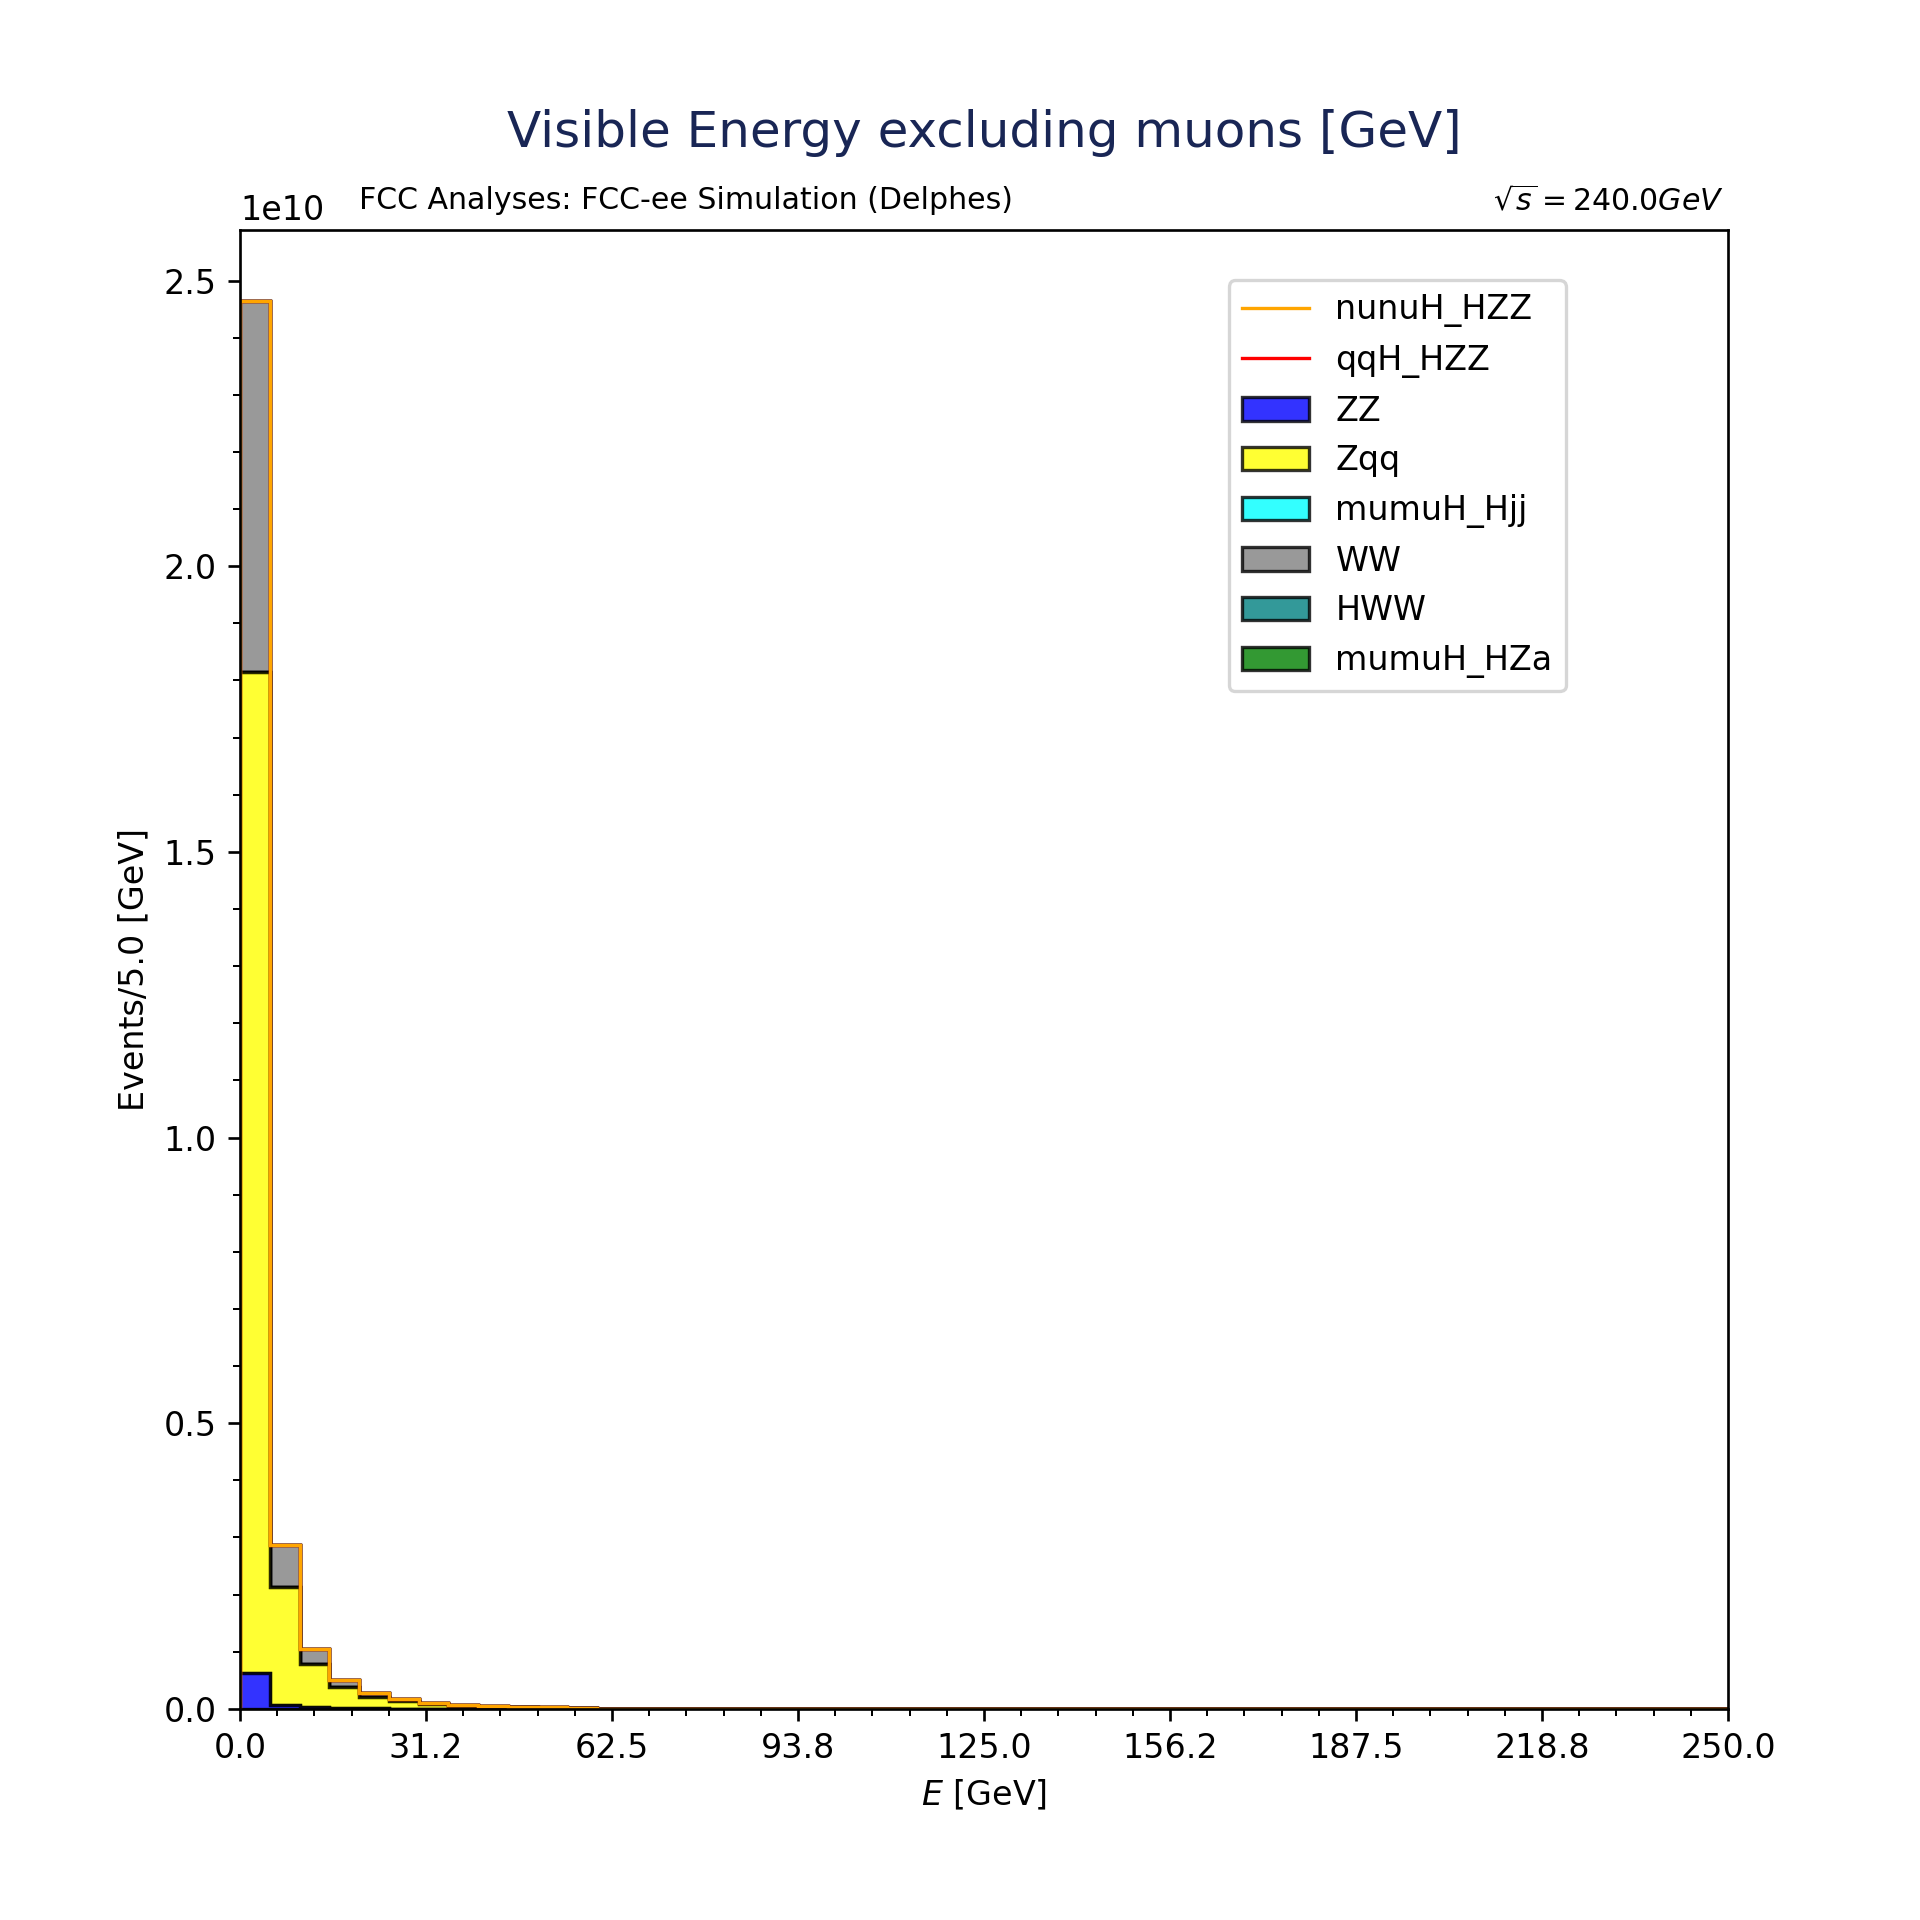 Visible Energy excluding muons [GeV]
1e10 FCC Analyses: FCC-ee Simulation (Delphes) √s = 240.0GeV
nunuH_HZZ
qqH_HZZ
ZZ
Zqq
mumuH_Hjj
WW
HWW
mumuH_HZa
2.5
2.0
1.5
1.0
0.5
0.0
Events/5.0 [GeV]
0.0 31.2 62.5 93.8 125.0 156.2 187.5 218.8 250.0
E [GeV]